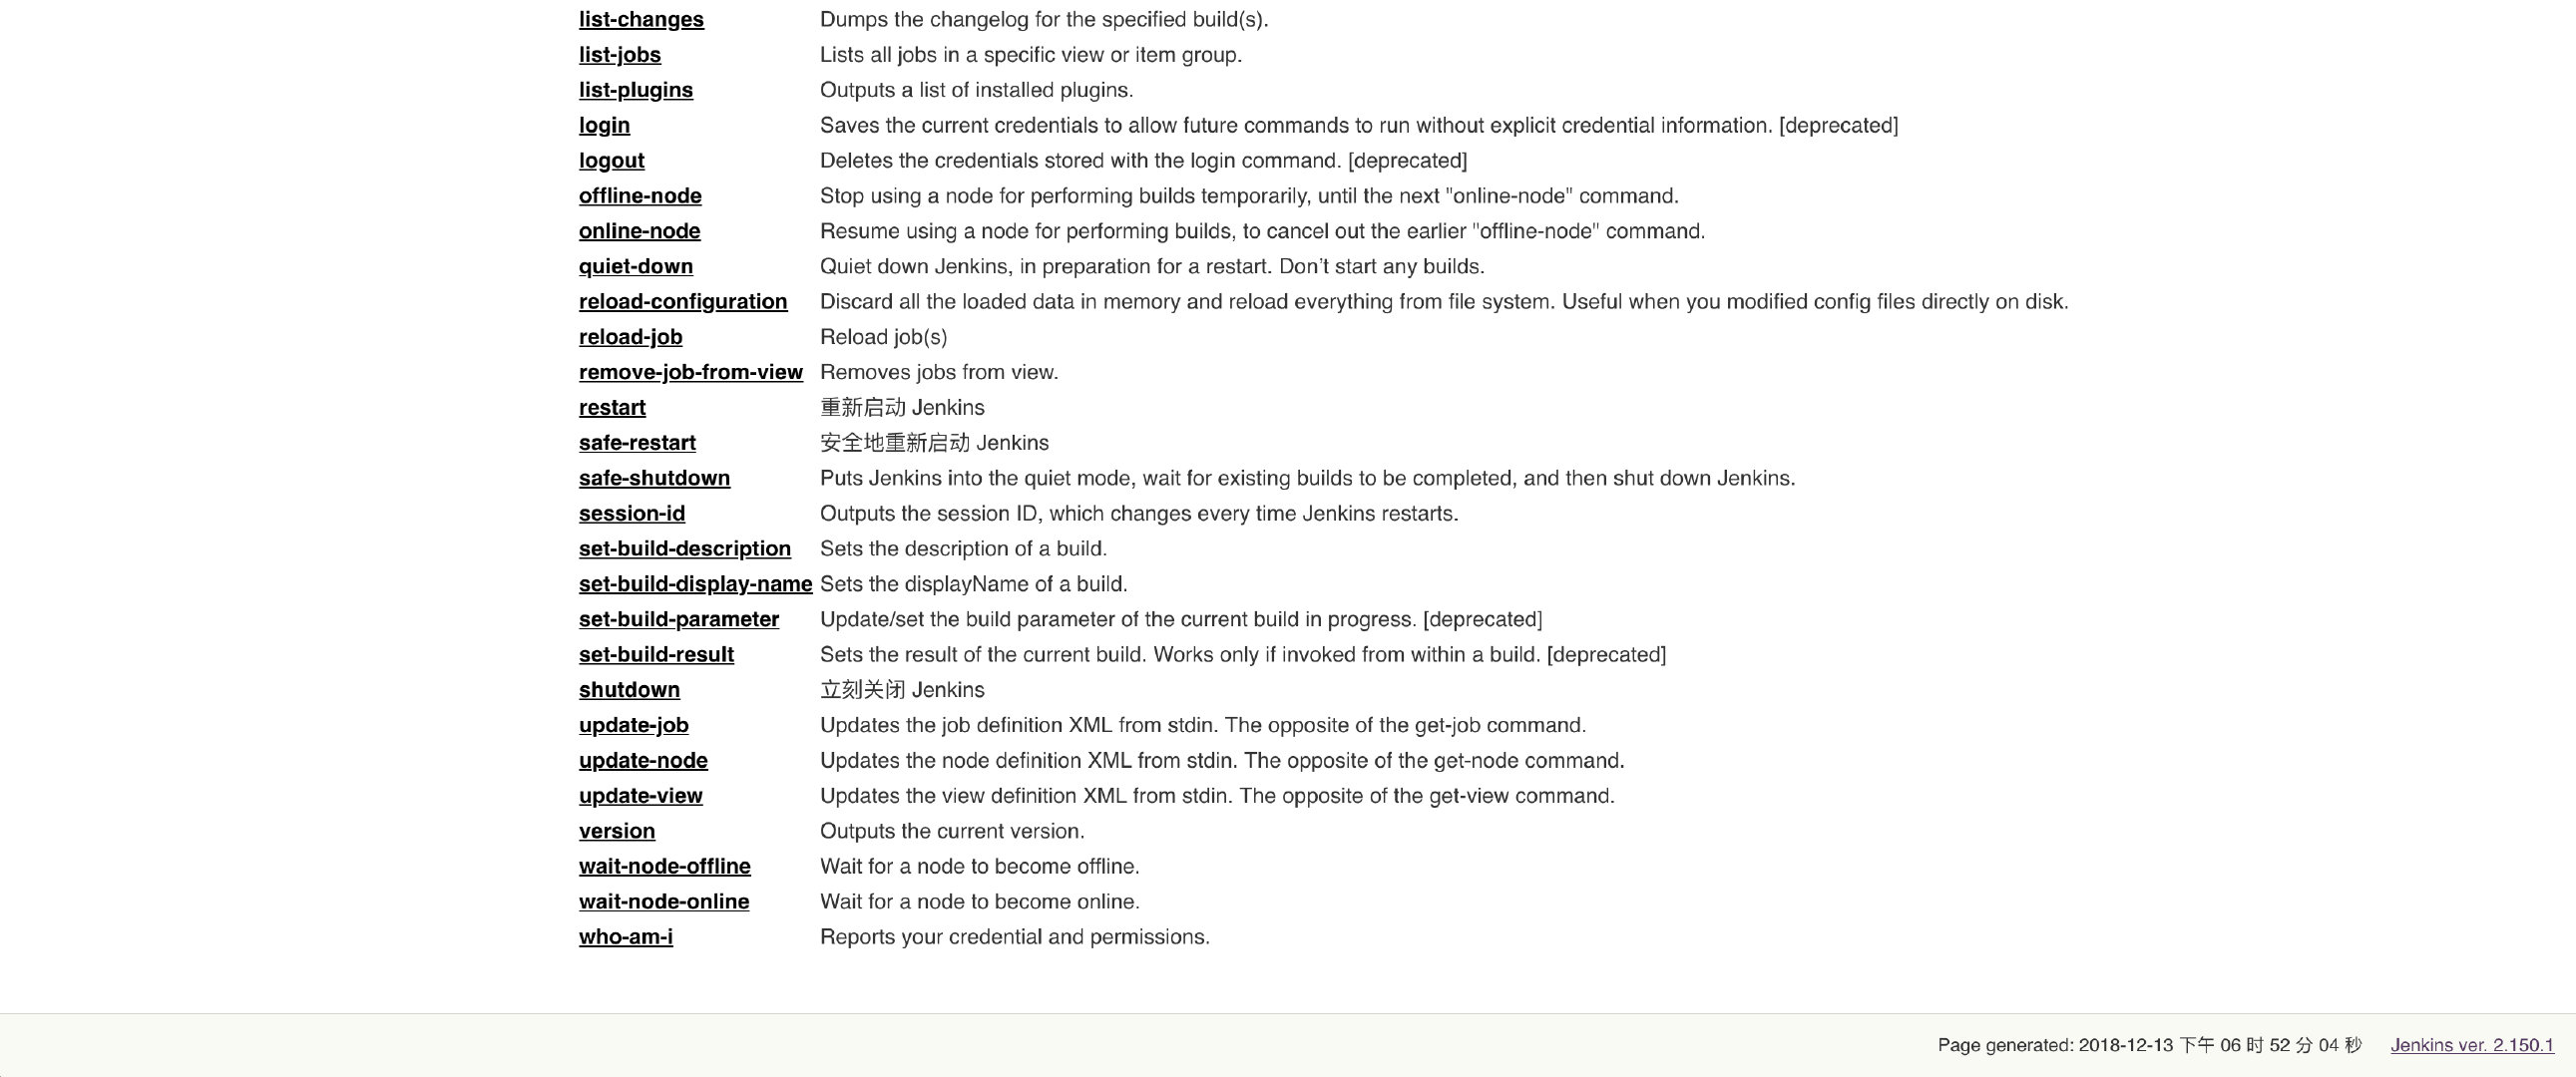 list-changes Dumps the changelog for the specified build(s).
list-jobs Lists all jobs in a specific view or item group.
list-plugins Outputs a list of installed plugins.
login Saves the current credentials to allow future commands to run without explicit credential information. [deprecated]
logout Deletes the credentials stored with the login command. [deprecated]
offline-node Stop using a node for performing builds temporarily, until the next "online-node" command.
online-node Resume using a node for performing builds, to cancel out the earlier "offline-node" command.
quiet-down Quiet down Jenkins, in preparation for a restart. Don’t start any builds.
reload-configuration Discard all the loaded data in memory and reload everything from file system. Useful when you modified config files directly on disk.
reload-job Reload job(s)
remove-job-from-view Removes jobs from view.
restart 重新启动 Jenkins
safe-restart 安全地重新启动 Jenkins
safe-shutdown Puts Jenkins into the quiet mode, wait for existing builds to be completed, and then shut down Jenkins.
session-id Outputs the session ID, which changes every time Jenkins restarts.
set-build-description Sets the description of a build.
set-build-display-name Sets the displayName of a build.
set-build-parameter Update/set the build parameter of the current build in progress. [deprecated]
set-build-result Sets the result of the current build. Works only if invoked from within a build. [deprecated]
shutdown 立刻关闭 Jenkins
update-job Updates the job definition XML from stdin. The opposite of the get-job command.
update-node Updates the node definition XML from stdin. The opposite of the get-node command.
update-view Updates the view definition XML from stdin. The opposite of the get-view command.
version Outputs the current version.
wait-node-offline Wait for a node to become offline.
wait-node-online Wait for a node to become online.
who-am-i Reports your credential and permissions.
Page generated: 2018-12-13 下午 06 时 52 分 04 秒 Jenkins ver. 2.150.1